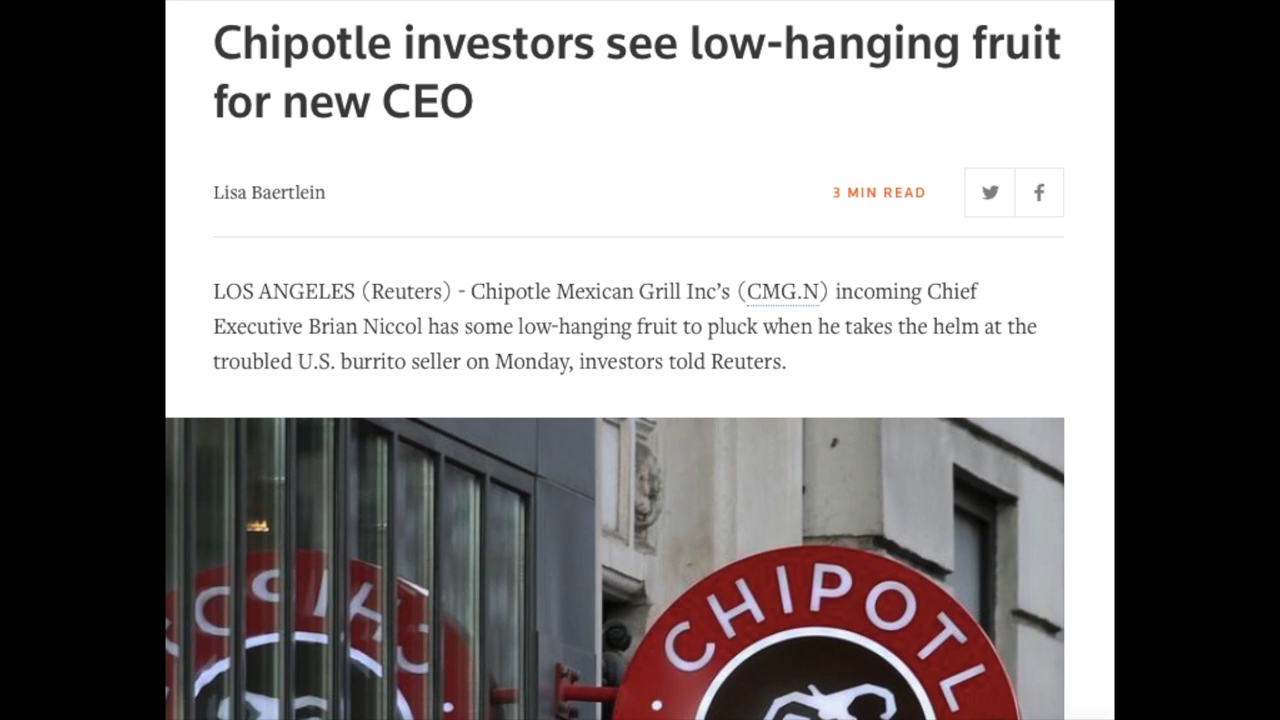 Chipotle investors see low-hanging fruit
for new CEO
Lisa Baertlein
3 MIN READ
LOS ANGELES (Reuters) - Chipotle Mexican Grill Inc’s (CMG.N) incoming Chief
Executive Brian Niccol has some low-hanging fruit to pluck when he takes the helm at the
troubled U.S. burrito seller on Monday, investors told Reuters.
CHIPOTL